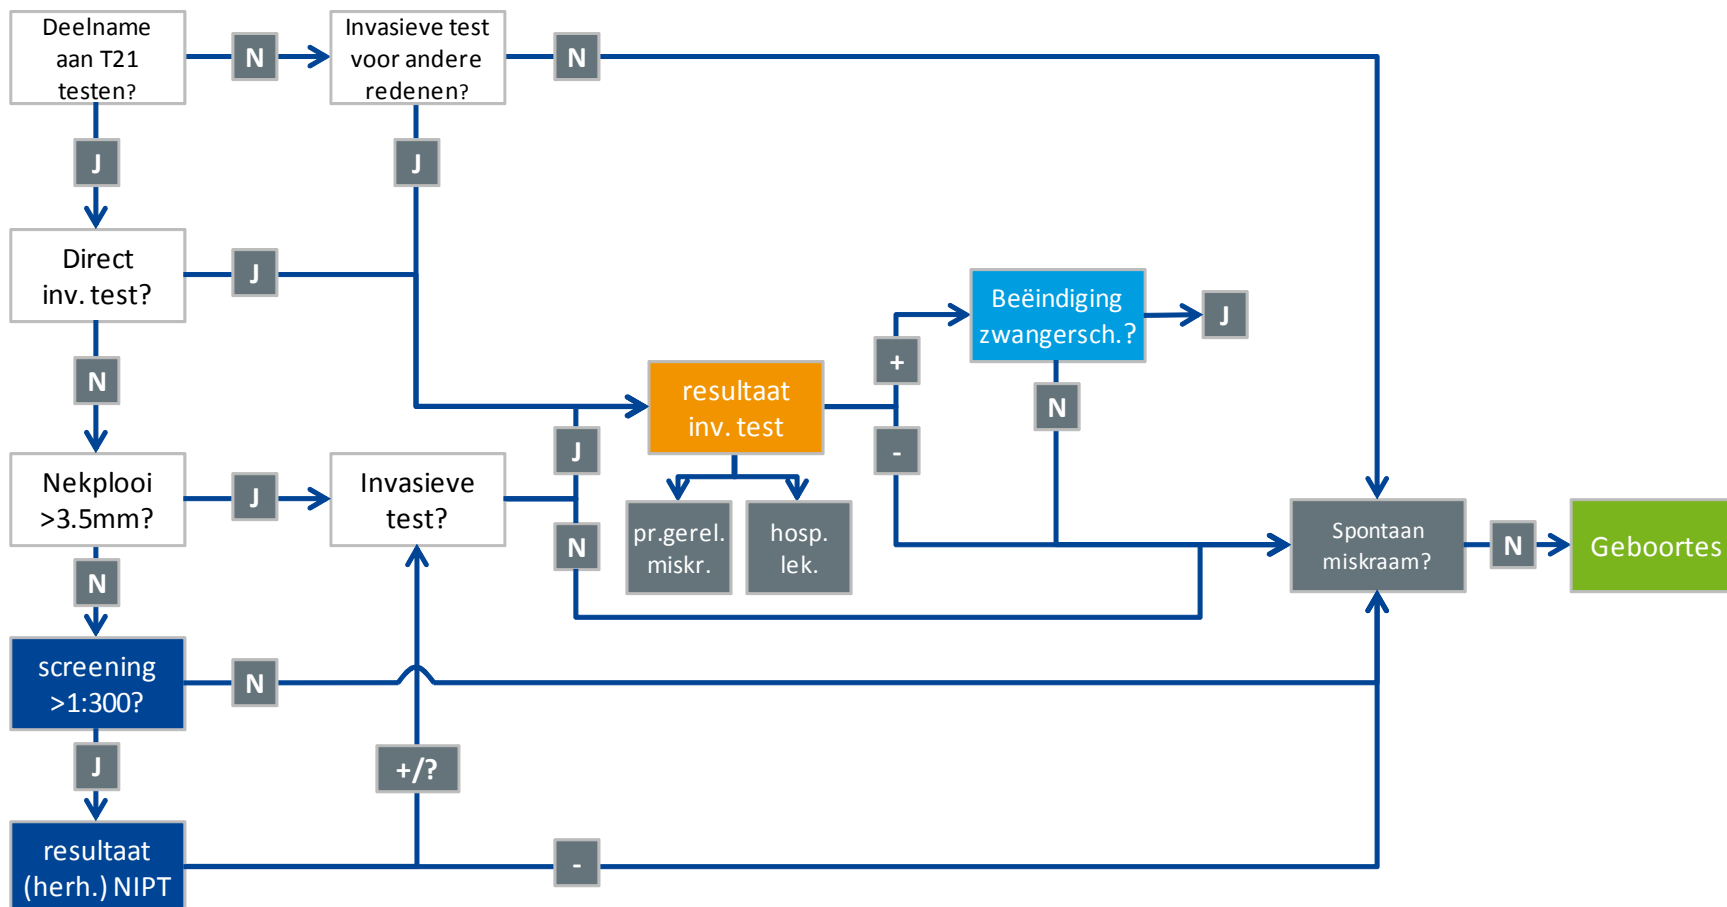 Deelname
aan T21
testen?
N
Invasieve test
voor andere
redenen?
N
J
J
Direct
inv. test?
J
Beëindiging
zwangersch.?
J
+
N
resultaat
inv. test
N
J
-
Nekplooi
>3.5mm?
J
Invasieve
test?
N
pr.gerel.
miskr.
hosp.
lek.
Spontaan
miskraam?
N
Geboortes
N
screening
>1:300?
N
J
+/?
resultaat
(herh.) NIPT
-